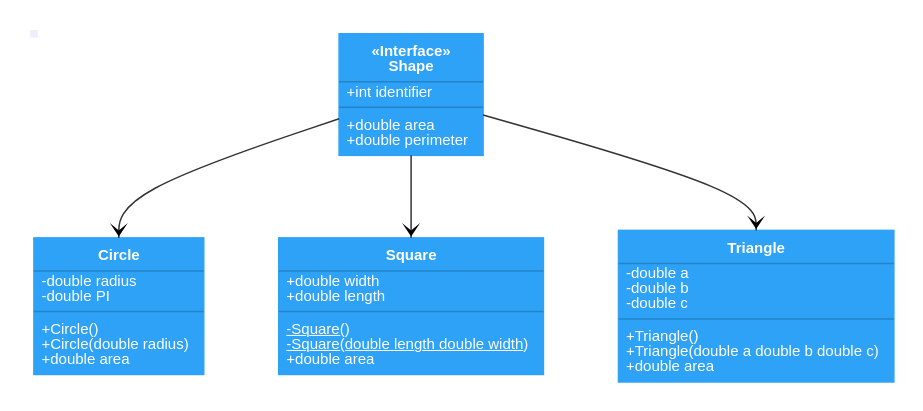 «Interface»
Shape
+int identifier
+double area
+double perimeter
Circle
-double radius
-double PI
+Circle()
+Circle(double radius)
+double area
Square
+double width
+double length
-Square()
-Square(double length double width)
+double area
Triangle
-double a
-double b
-double c
+Triangle()
+Triangle(double a double b double c)
+double area